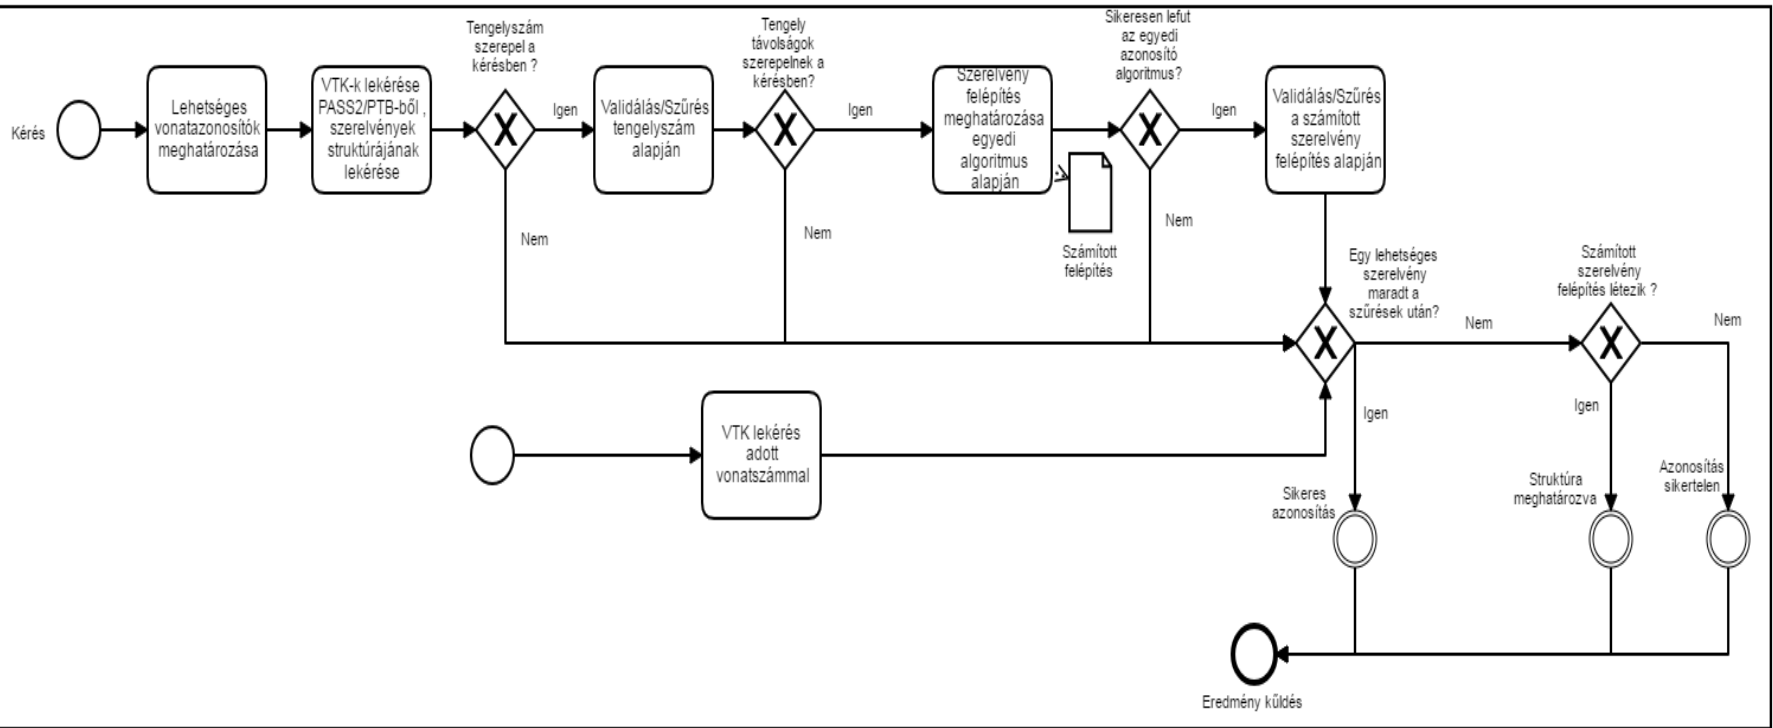 Kérés
Lehetséges
vonatazonosítók
meghatározása
VTK-k lekérése
PASS2/PTB-ből ,
szerelvények
struktúrájának
lekérése
Tengelyszám
szerepel a
kérésben ?
Igen
Nem
Validálás/Szűrés
tengelyszám
alapján
Tengely
távolságok
szerepelnek a
kérésben?
Igen
Nem
Szerelvény
felépítés
meghatározása
egyedi
algoritmus
alapján
Számított
felépítés
Sikeresen lefut
az egyedi
azonosító
algoritmus?
Igen
Nem
Validálás/Szűrés
a számított
szerelvény
felépítés alapján
Egy lehetséges
szerelvény
maradt a
szűrések után?
Nem
Igen
Számított
szerelvény
felépítés létezik ?
Nem
Igen
VTK lekérés
adott
vonatszámmal
Sikeres
azonosítás
Struktúra
meghatározva
Azonosítás
sikertelen
Eredmény kűldés